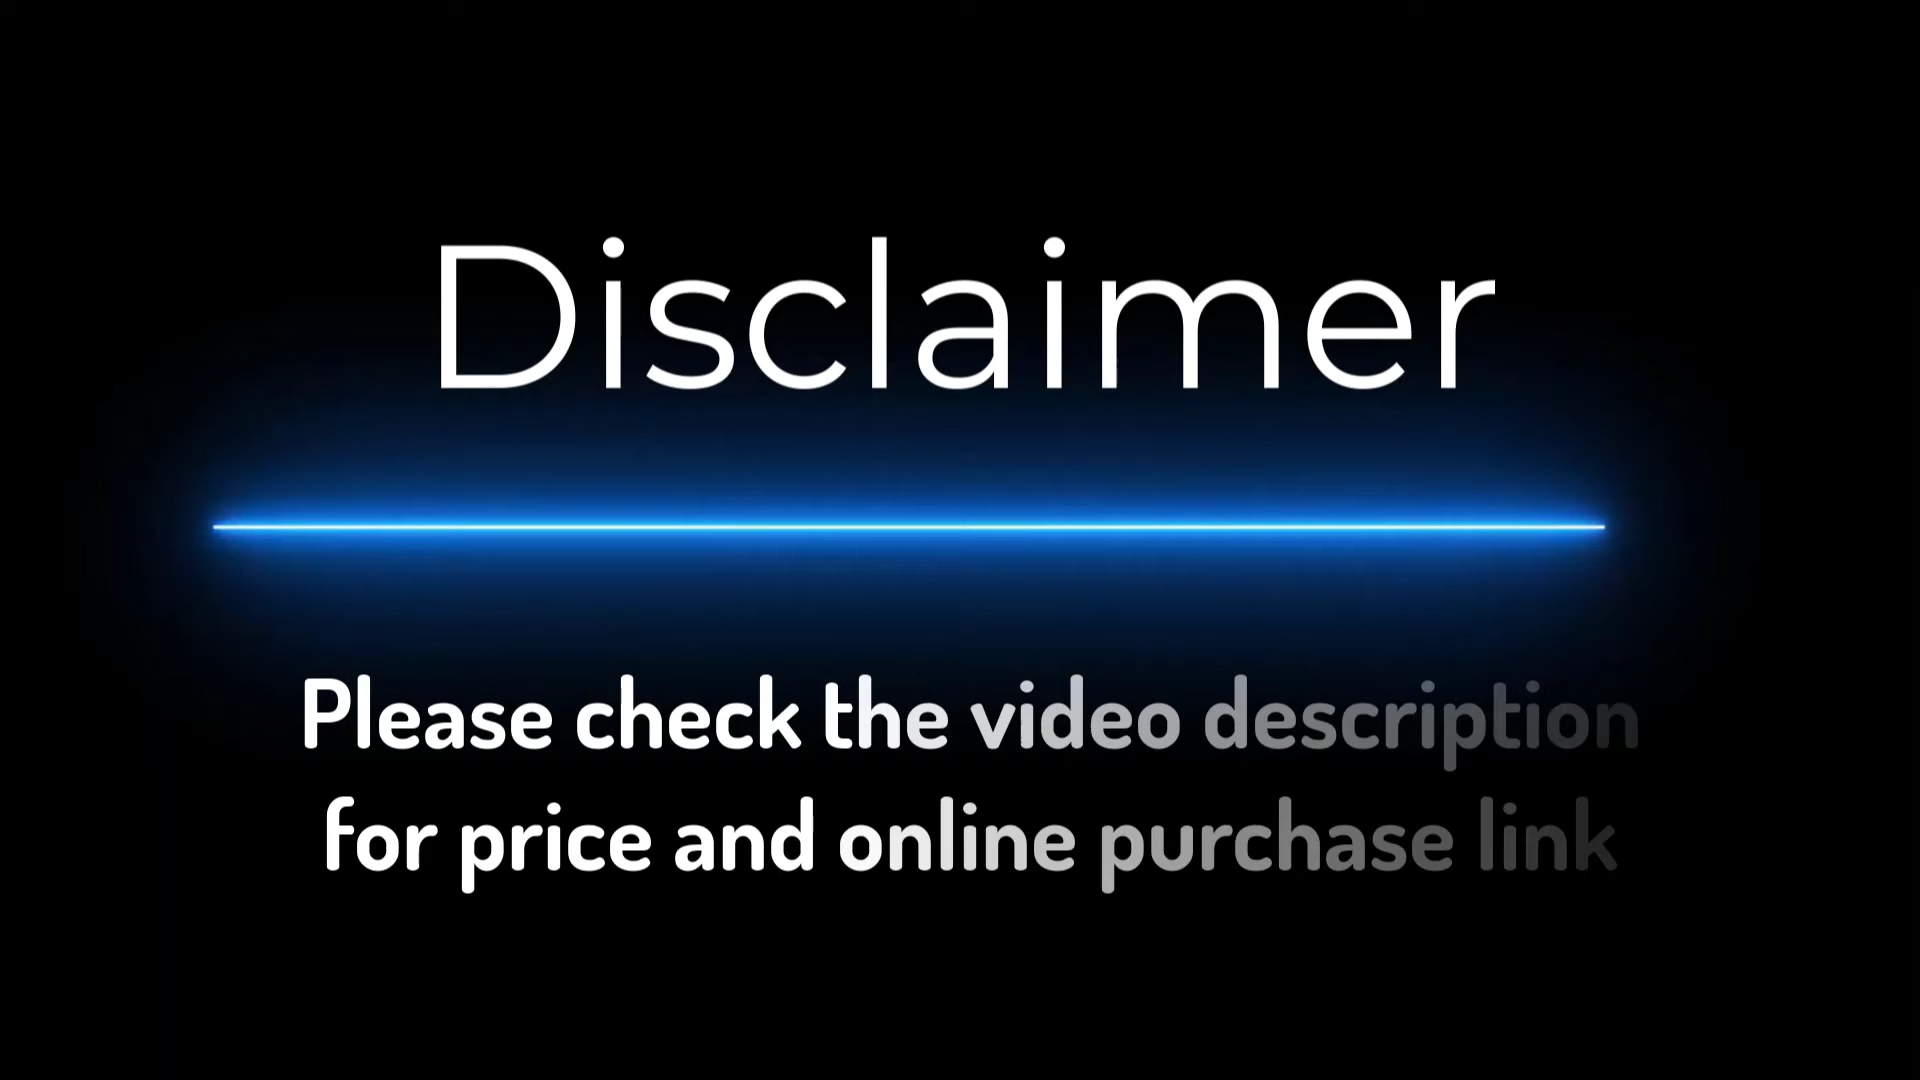 Disclaimer
Please check the video description
for price and online purchase link